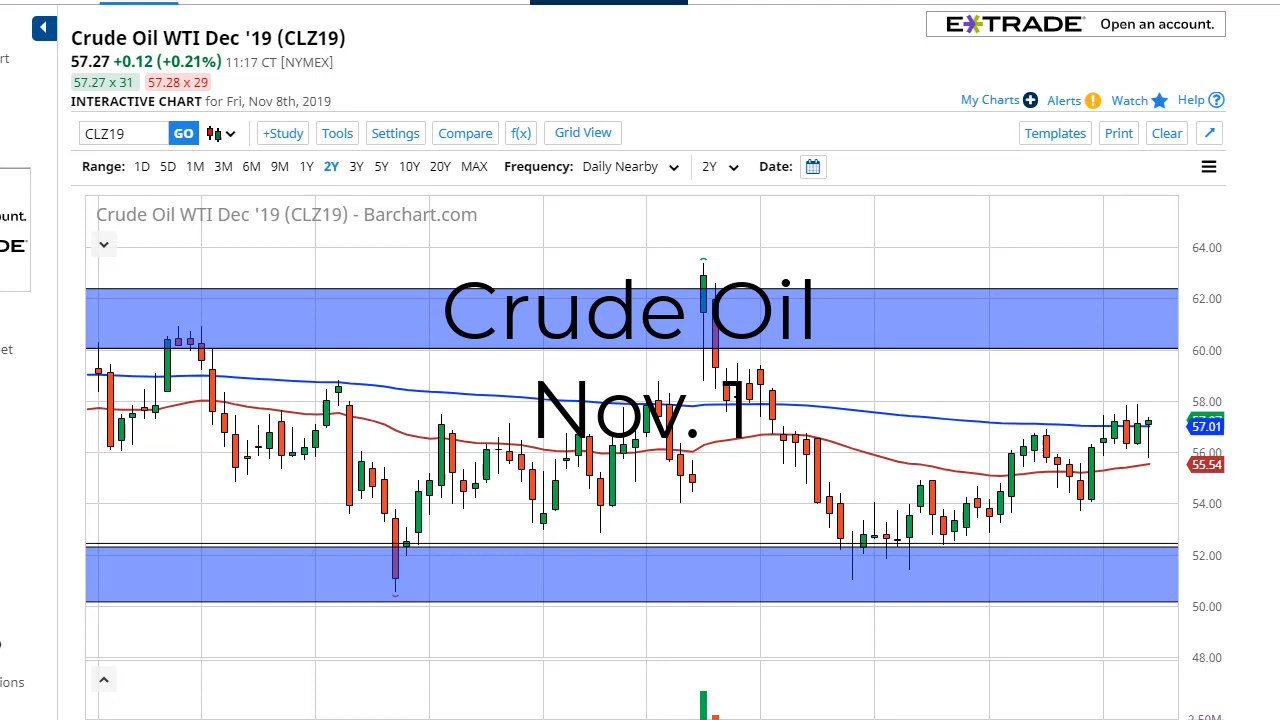 Crude Oil WTI Dec '19 (CLZ19)
57.27 +0.12 (+0.21%) 11:17 CT [NYMEX]
57.27 x 31 57.28 x 29
INTERACTIVE CHART for Fri, Nov 8th, 2019
E*TRADE Open an account.
My Charts Alerts Watch Help
CLZ19 GO +Study Tools Settings Compare f(x) Grid View Templates Print Clear
Range: 1D 5D 1M 3M 6M 9M 1Y 2Y 3Y 5Y 10Y 20Y MAX Frequency: Daily Nearby 2Y Date:
Crude Oil WTI Dec '19 (CLZ19) - Barchart.com
Crude Oil
Nov. 1
64.00
62.00
60.00
58.00
57.01
56.00
55.54
54.00
52.00
50.00
48.00
rt
unt.
DE
et
ions